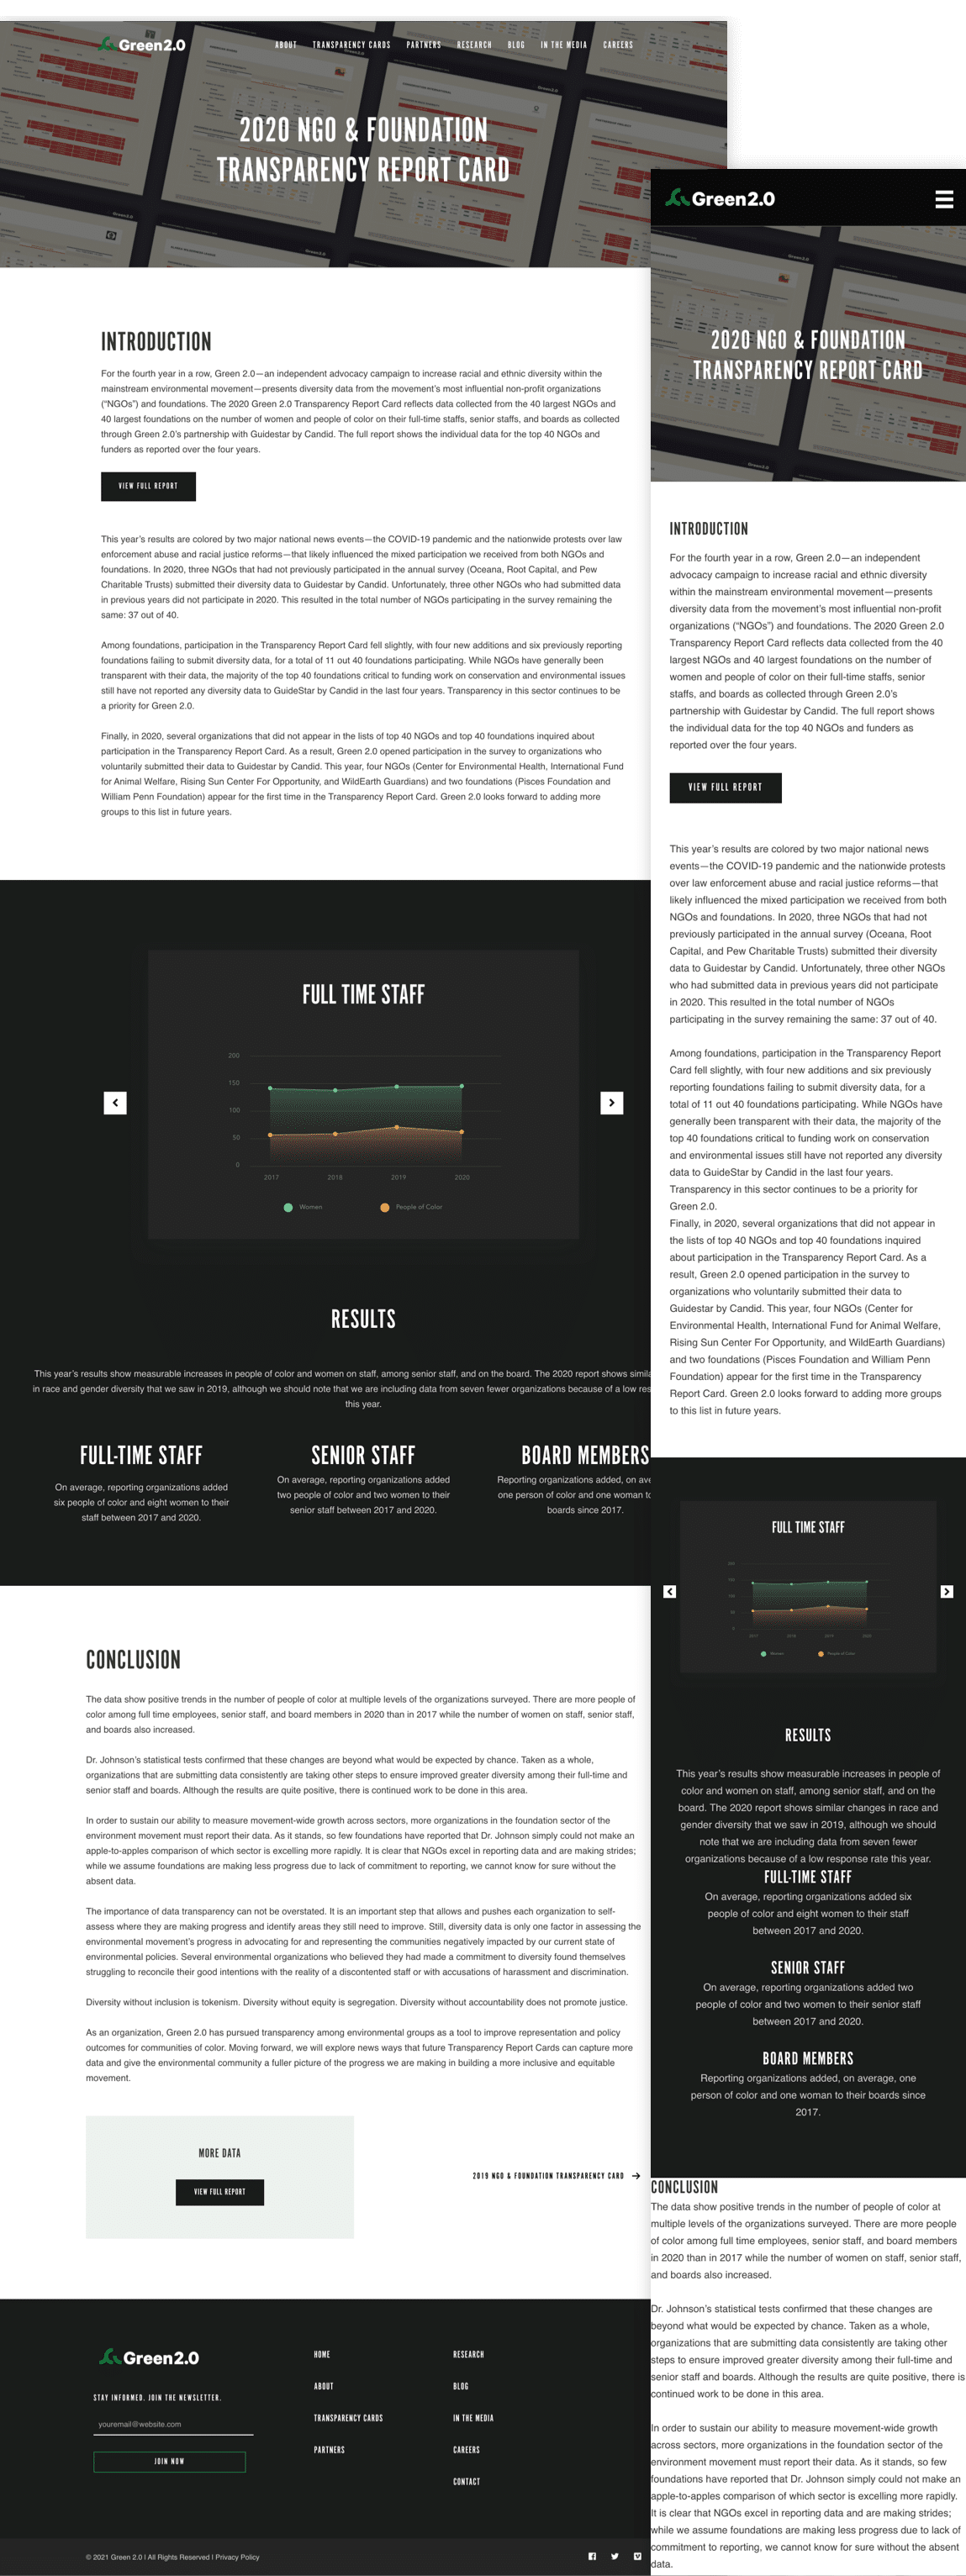 Green2.0
ABOUT TRANSPARENCY CARDS PARTNERS RESEARCH BLOG IN THE MEDIA CAREERS
2020 NGO & FOUNDATION
TRANSPARENCY REPORT CARD
INTRODUCTION
For the fourth year in a row, Green 2.0—an independent advocacy campaign to increase racial and ethnic diversity within the
mainstream environmental movement—presents diversity data from the movement's most influential non-profit organizations
("NGOs") and foundations. The 2020 Green 2.0 Transparency Report Card reflects data collected from the 40 largest NGOs and
40 largest foundations on the number of women and people of color on their full-time staffs, senior staffs, and boards as collected
through Green 2.0's partnership with Guidestar by Candid. The full report shows the individual data for the top 40 NGOs and
funders as reported over the four years.
VIEW FULL REPORT
This year's results are colored by two major national news events—the COVID-19 pandemic and the nationwide protests over law
enforcement abuse and racial justice reforms—that likely influenced the mixed participation we received from both NGOs and
foundations. In 2020, three NGOs that had not previously participated in the annual survey (Oceana, Root Capital, and Pew
Charitable Trusts) submitted their diversity data to Guidestar by Candid. Unfortunately, three other NGOs who had submitted data
in previous years did not participate in 2020. This resulted in the total number of NGOs participating in the survey remaining the
same: 37 out of 40.
Among foundations, participation in the Transparency Report Card fell slightly, with four new additions and six previously reporting
foundations failing to submit diversity data, for a total of 11 out 40 foundations participating. While NGOs have generally been
transparent with their data, the majority of the top 40 foundations critical to funding work on conservation and environmental issues
still have not reported any diversity data to GuideStar by Candid in the last four years. Transparency in this sector continues to be
a priority for Green 2.0.
Finally, in 2020, several organizations that did not appear in the lists of top 40 NGOs and top 40 foundations inquired about
participation in the Transparency Report Card. As a result, Green 2.0 opened participation in the survey to organizations who
voluntarily submitted their data to Guidestar by Candid. This year, four NGOs (Center for Environmental Health, International Fund
for Animal Welfare, Rising Sun Center For Opportunity, and WildEarth Guardians) and two foundations (Pisces Foundation and
William Penn Foundation) appear for the first time in the Transparency Report Card. Green 2.0 looks forward to adding more
groups to this list in future years.
FULL TIME STAFF
200
150
100
50
0
2017 2018 2019 2020
Women People of Color
RESULTS
This year's results show measurable increases in people of color and women on staff, among senior staff, and on the board. The 2020 report shows simila
in race and gender diversity that we saw in 2019, although we should note that we are including data from seven fewer organizations because of a low res
this year.
FULL-TIME STAFF
On average, reporting organizations added
six people of color and eight women to their
staff between 2017 and 2020.
SENIOR STAFF
On average, reporting organizations added
two people of color and two women to their
senior staff between 2017 and 2020.
BOARD MEMBERS
Reporting organizations added, on ave
one person of color and one woman to
boards since 2017.
CONCLUSION
The data show positive trends in the number of people of color at multiple levels of the organizations surveyed. There are more people of
color among full time employees, senior staff, and board members in 2020 than in 2017 while the number of women on staff, senior staff,
and boards also increased.
Dr. Johnson's statistical tests confirmed that these changes are beyond what would be expected by chance. Taken as a whole,
organizations that are submitting data consistently are taking other steps to ensure improved greater diversity among their full-time and
senior staff and boards. Although the results are quite positive, there is continued work to be done in this area.
In order to sustain our ability to measure movement-wide growth across sectors, more organizations in the foundation sector of the
environment movement must report their data. As it stands, so few foundations have reported that Dr. Johnson simply could not make an
apple-to-apples comparison of which sector is excelling more rapidly. It is clear that NGOs excel in reporting data and are making strides;
while we assume foundations are making less progress due to lack of commitment to reporting, we cannot know for sure without the
absent data.
The importance of data transparency can not be overstated. It is an important step that allows and pushes each organization to self-
assess where they are making progress and identify areas they still need to improve. Still, diversity data is only one factor in assessing the
environmental movement's progress in advocating for and representing the communities negatively impacted by our current state of
environmental policies. Several environmental organizations who believed they had made a commitment to diversity found themselves
struggling to reconcile their good intentions with the reality of a discontented staff or with accusations of harassment and discrimination.
Diversity without inclusion is tokenism. Diversity without equity is segregation. Diversity without accountability does not promote justice.
As an organization, Green 2.0 has pursued transparency among environmental groups as a tool to improve representation and policy
outcomes for communities of color. Moving forward, we will explore news ways that future Transparency Report Cards can capture more
data and give the environmental community a fuller picture of the progress we are making in building a more inclusive and equitable
movement.
MORE DATA
VIEW FULL REPORT
2019 NGO & FOUNDATION TRANSPARENCY CARD
Green2.0
STAY INFORMED. JOIN THE NEWSLETTER.
youremail@website.com
JOIN NOW
HOME
ABOUT
TRANSPARENCY CARDS
PARTNERS
RESEARCH
BLOG
IN THE MEDIA
CAREERS
CONTACT
© 2021 Green 2.0 | All Rights Reserved | Privacy Policy
Green2.0
2020 NGO & FOUNDATION
TRANSPARENCY REPORT CARD
INTRODUCTION
For the fourth year in a row, Green 2.0—an independent
advocacy campaign to increase racial and ethnic diversity
within the mainstream environmental movement—presents
diversity data from the movement's most influential non-profit
organizations ("NGOs") and foundations. The 2020 Green 2.0
Transparency Report Card reflects data collected from the 40
largest NGOs and 40 largest foundations on the number of
women and people of color on their full-time staffs, senior
staffs, and boards as collected through Green 2.0's
partnership with Guidestar by Candid. The full report shows
the individual data for the top 40 NGOs and funders as
reported over the four years.
VIEW FULL REPORT
This year's results are colored by two major national news
events—the COVID-19 pandemic and the nationwide protests
over law enforcement abuse and racial justice reforms—that
likely influenced the mixed participation we received from both
NGOs and foundations. In 2020, three NGOs that had not
previously participated in the annual survey (Oceana, Root
Capital, and Pew Charitable Trusts) submitted their diversity
data to Guidestar by Candid. Unfortunately, three other NGOs
who had submitted data in previous years did not participate
in 2020. This resulted in the total number of NGOs
participating in the survey remaining the same: 37 out of 40.
Among foundations, participation in the Transparency Report
Card fell slightly, with four new additions and six previously
reporting foundations failing to submit diversity data, for a
total of 11 out 40 foundations participating. While NGOs have
generally been transparent with their data, the majority of the
top 40 foundations critical to funding work on conservation
and environmental issues still have not reported any diversity
data to GuideStar by Candid in the last four years.
Transparency in this sector continues to be a priority for
Green 2.0.
Finally, in 2020, several organizations that did not appear in
the lists of top 40 NGOs and top 40 foundations inquired
about participation in the Transparency Report Card. As a
result, Green 2.0 opened participation in the survey to
organizations who voluntarily submitted their data to
Guidestar by Candid. This year, four NGOs (Center for
Environmental Health, International Fund for Animal Welfare,
Rising Sun Center For Opportunity, and WildEarth Guardians)
and two foundations (Pisces Foundation and William Penn
Foundation) appear for the first time in the Transparency
Report Card. Green 2.0 looks forward to adding more groups
to this list in future years.
FULL TIME STAFF
200
150
100
50
0
2017 2018 2019 2020
Women People of Color
RESULTS
This year's results show measurable increases in people of
color and women on staff, among senior staff, and on the
board. The 2020 report shows similar changes in race and
gender diversity that we saw in 2019, although we should
note that we are including data from seven fewer
organizations because of a low response rate this year.
FULL-TIME STAFF
On average, reporting organizations added six
people of color and eight women to their staff
between 2017 and 2020.
SENIOR STAFF
On average, reporting organizations added two
people of color and two women to their senior staff
between 2017 and 2020.
BOARD MEMBERS
Reporting organizations added, on average, one
person of color and one woman to their boards since
2017.
CONCLUSION
The data show positive trends in the number of people of color at
multiple levels of the organizations surveyed. There are more people
of color among full time employees, senior staff, and board members
in 2020 than in 2017 while the number of women on staff, senior staff,
and boards also increased.
Dr. Johnson's statistical tests confirmed that these changes are
beyond what would be expected by chance. Taken as a whole,
organizations that are submitting data consistently are taking other
steps to ensure improved greater diversity among their full-time and
senior staff and boards. Although the results are quite positive, there is
continued work to be done in this area.
In order to sustain our ability to measure movement-wide growth
across sectors, more organizations in the foundation sector of the
environment movement must report their data. As it stands, so few
foundations have reported that Dr. Johnson simply could not make an
apple-to-apples comparison of which sector is excelling more rapidly.
It is clear that NGOs excel in reporting data and are making strides;
while we assume foundations are making less progress due to lack of
commitment to reporting, we cannot know for sure without the absent
data.